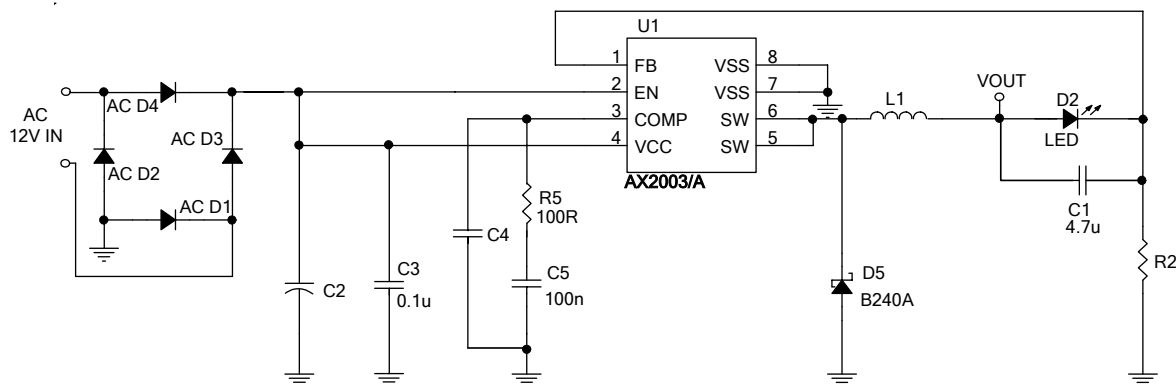 U1
1 FB VSS 8
2 EN VSS 7
3 COMP SW 6
4 VCC SW 5
AX2003/A
AC
12V IN
AC D4
AC D3
AC D2
AC D1
C2
C3
0.1u
C4
R5
100R
C5
100n
L1
VOUT
D2
LED
C1
4.7u
D5
B240A
R2